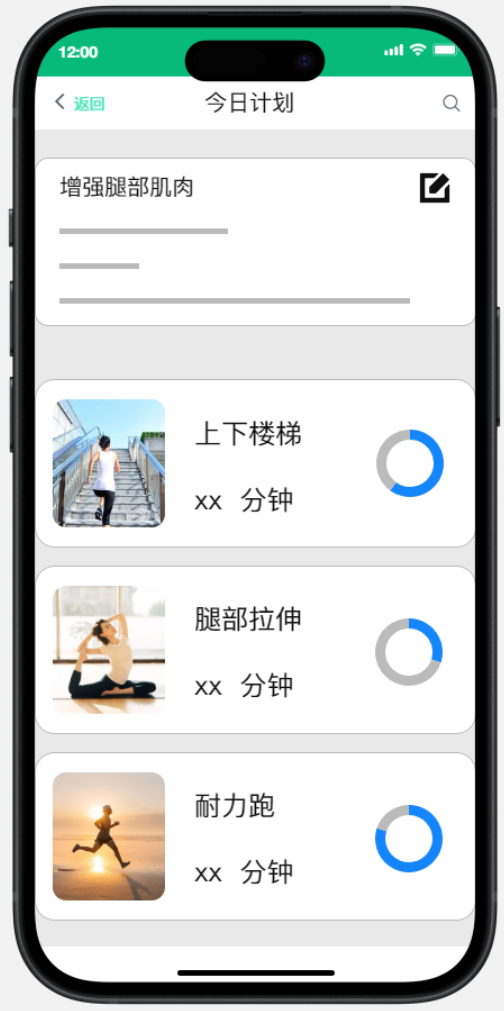 12:00
返回
今日计划
增强腿部肌肉
上下楼梯
xx 分钟
腿部拉伸
xx 分钟
耐力跑
xx 分钟